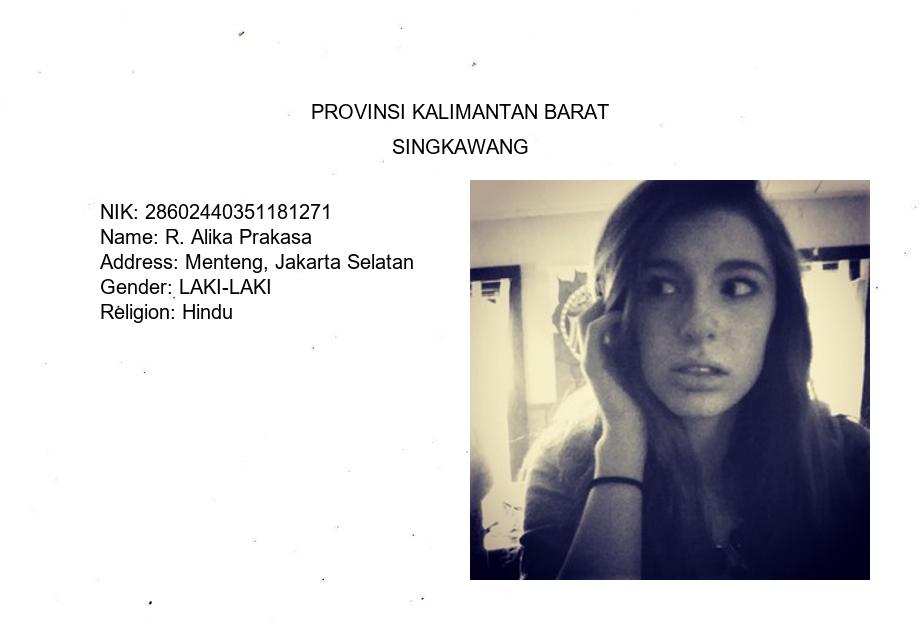 PROVINSI KALIMANTAN BARAT
SINGKAWANG
NIK: 28602440351181271
Name: R. Alika Prakasa
Address: Menteng, Jakarta Selatan
Gender: LAKI-LAKI
Religion: Hindu